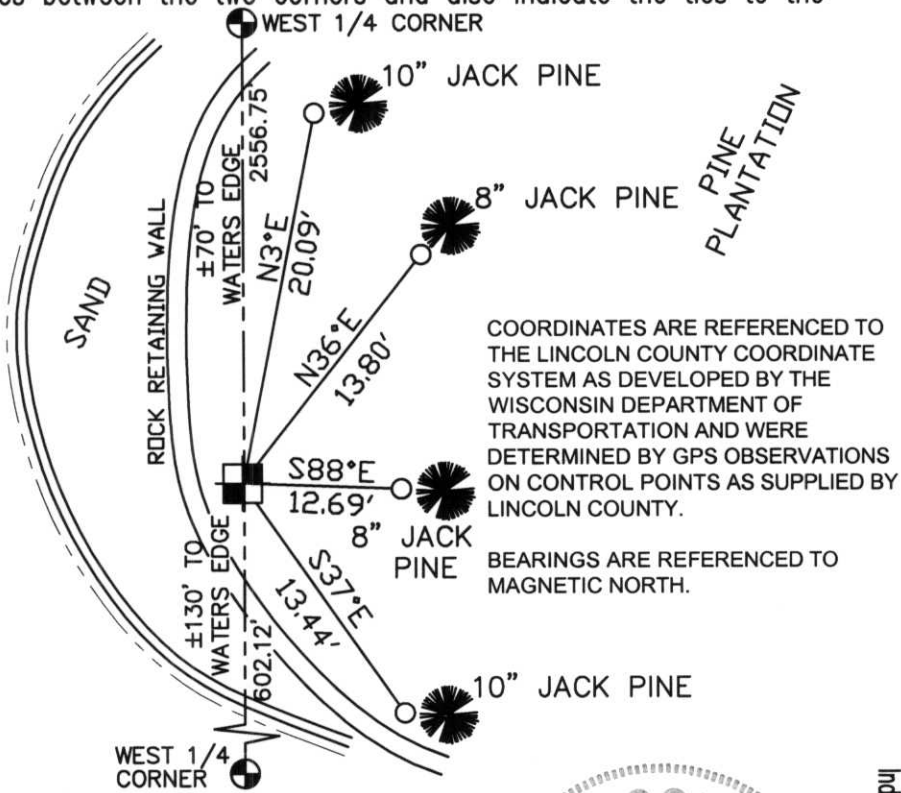 between the two corners and also indicate the ties to the
WEST 1/4 CORNER
10" JACK PINE
PINE
PLANTATION
8" JACK PINE
2556.75'
±70' TO
WATERS EDGE
N3°E
20.09'
ROCK RETAINING WALL
SAND
N36°E
13.80'
COORDINATES ARE REFERENCED TO
THE LINCOLN COUNTY COORDINATE
SYSTEM AS DEVELOPED BY THE
WISCONSIN DEPARTMENT OF
TRANSPORTATION AND WERE
DETERMINED BY GPS OBSERVATIONS
ON CONTROL POINTS AS SUPPLIED BY
LINCOLN COUNTY.
S88°E
12.69'
8" JACK
PINE
BEARINGS ARE REFERENCED TO
MAGNETIC NORTH.
±130' TO
WATERS EDGE
602.12'
S37°E
13.44'
10" JACK PINE
WEST 1/4
CORNER